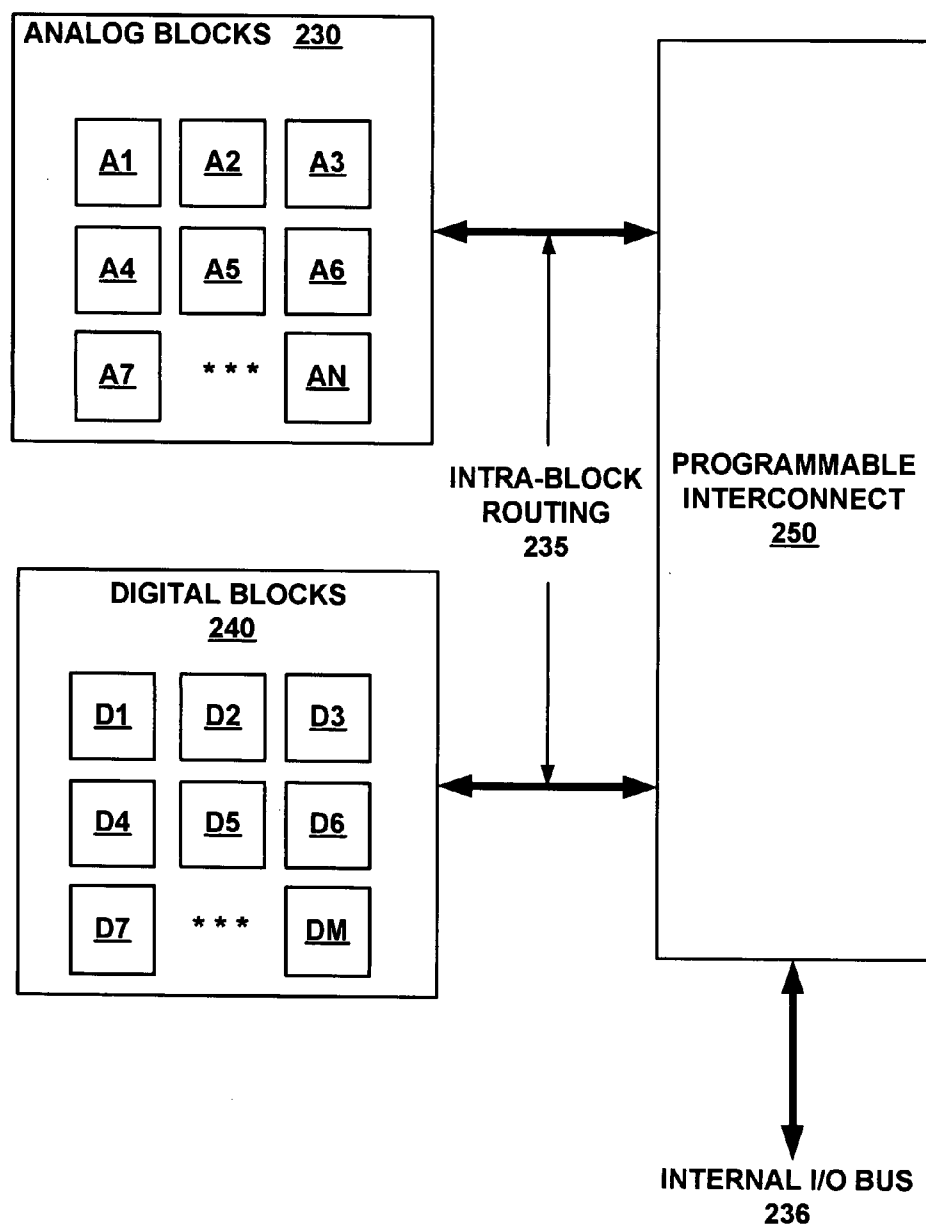 ANALOG BLOCKS 230
A1 A2 A3
A4 A5 A6
A7 * * * AN
INTRA-BLOCK
ROUTING
235
PROGRAMMABLE
INTERCONNECT
250
DIGITAL BLOCKS
240
D1 D2 D3
D4 D5 D6
D7 * * * DM
INTERNAL I/O BUS
236